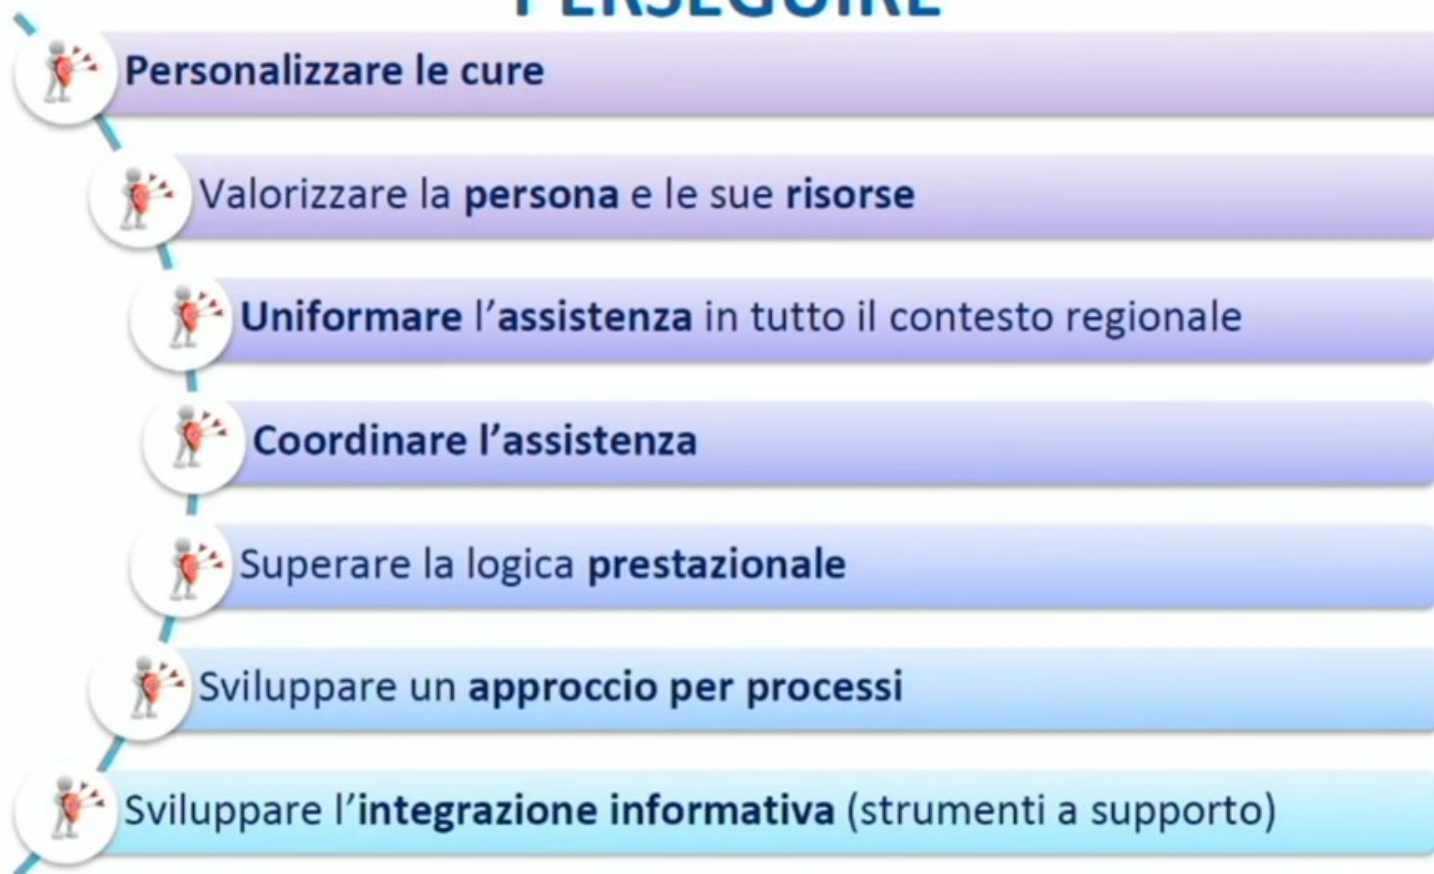 PERSEGUIRE
Personalizzare le cure
Valorizzare la persona e le sue risorse
Uniformare l’assistenza in tutto il contesto regionale
Coordinare l’assistenza
Superare la logica prestazionale
Sviluppare un approccio per processi
Sviluppare l’integrazione informativa (strumenti a supporto)